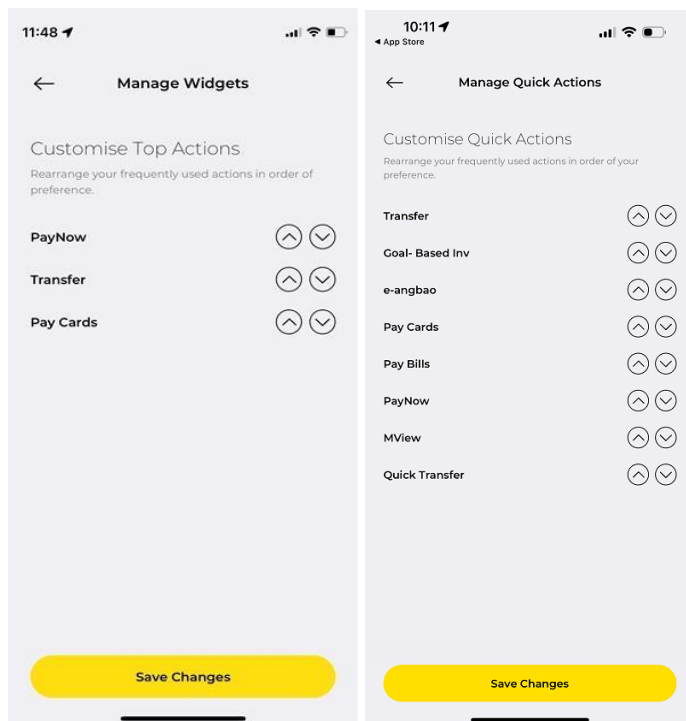 11:48
Manage Widgets
Customise Top Actions
Rearrange your frequently used actions in order of
preference.
PayNow
Transfer
Pay Cards
Save Changes
10:11
App Store
Manage Quick Actions
Customise Quick Actions
Rearrange your frequently used actions in order of your
preference.
Transfer
Goal- Based Inv
e-angbao
Pay Cards
Pay Bills
PayNow
MView
Quick Transfer
Save Changes